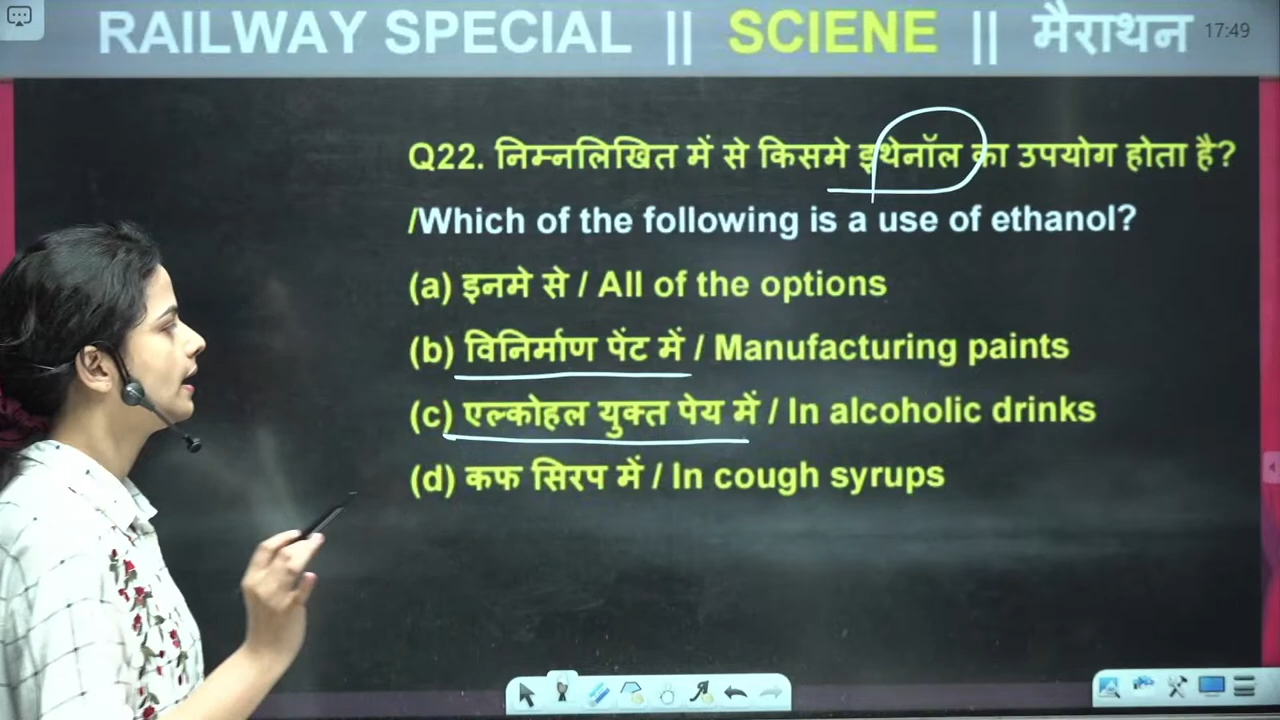 RAILWAY SPECIAL || SCIENE || मैराथन 17:49
Q22. निम्नलिखित में से किसमे इथेनॉल का उपयोग होता है?
/Which of the following is a use of ethanol?
(a) इनमे से / All of the options
(b) विनिर्माण पेंट में / Manufacturing paints
(c) एल्कोहल युक्त पेय में / In alcoholic drinks
(d) कफ सिरप में / In cough syrups